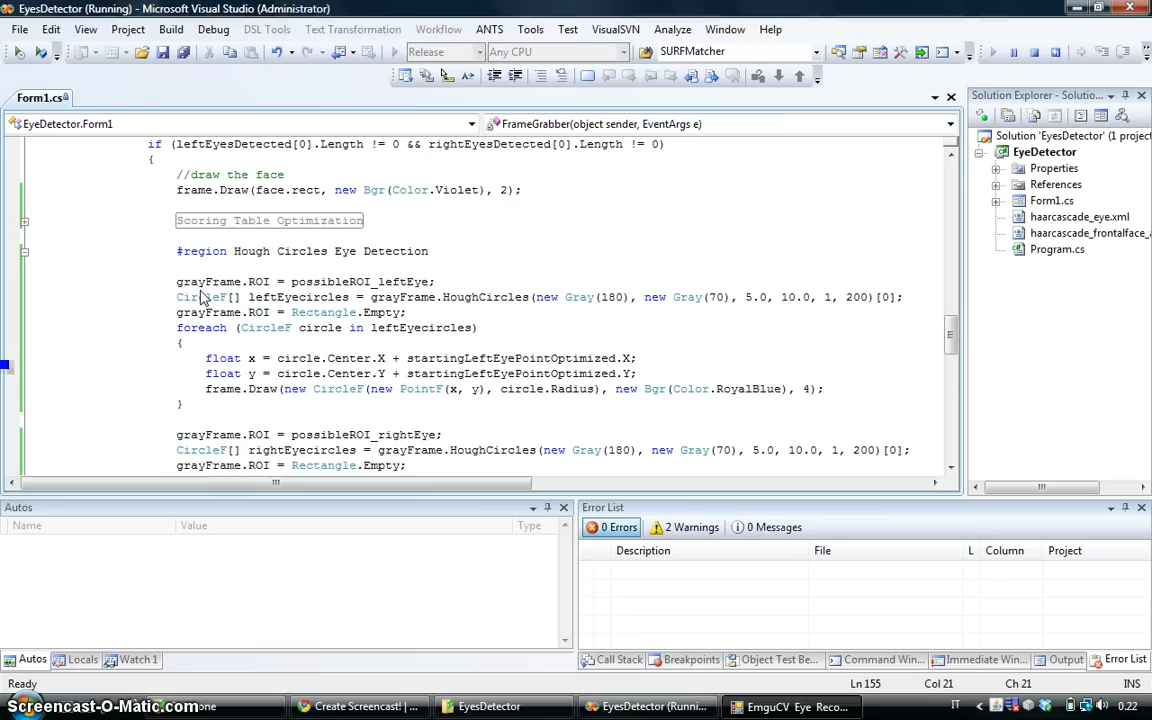 EyesDetector (Running) - Microsoft Visual Studio (Administrator)
File Edit View Project Build Debug DSL Tools Text Transformation Workflow ANTS Tools Test VisualSVN Analyze Window Help
Release Any CPU SURFMatcher
Form1.cs
EyeDetector.Form1 FrameGrabber(object sender, EventArgs e)
if (leftEyesDetected[0].Length != 0 && rightEyesDetected[0].Length != 0)
{
//draw the face
frame.Draw(face.rect, new Bgr(Color.Violet), 2);
Scoring Table Optimization
#region Hough Circles Eye Detection
grayFrame.ROI = possibleROI_leftEye;
CircleF[] leftEyecircles = grayFrame.HoughCircles(new Gray(180), new Gray(70), 5.0, 10.0, 1, 200)[0];
grayFrame.ROI = Rectangle.Empty;
foreach (CircleF circle in leftEyecircles)
{
float x = circle.Center.X + startingLeftEyePointOptimized.X;
float y = circle.Center.Y + startingLeftEyePointOptimized.Y;
frame.Draw(new CircleF(new PointF(x, y), circle.Radius), new Bgr(Color.RoyalBlue), 4);
}
grayFrame.ROI = possibleROI_rightEye;
CircleF[] rightEyecircles = grayFrame.HoughCircles(new Gray(180), new Gray(70), 5.0, 10.0, 1, 200)[0];
grayFrame.ROI = Rectangle.Empty;
Solution Explorer - Solutio...
Solution 'EyesDetector' (1 project
EyeDetector
Properties
References
Form1.cs
haarcascade_eye.xml
haarcascade_frontalface_a
Program.cs
Autos
Name Value Type
Autos Locals Watch 1
Error List
0 Errors 2 Warnings 0 Messages
Description File L Column Project
Call Stack Breakpoints Object Test Be... Command Win... Immediate Win... Output Error List
Ready Ln 155 Col 21 Ch 21 INS
Screencast-O-Matic.com
Create Screencast! | ... EyesDetector EyesDetector (Runnin... EmguCV Eye Reco... IT 0.22